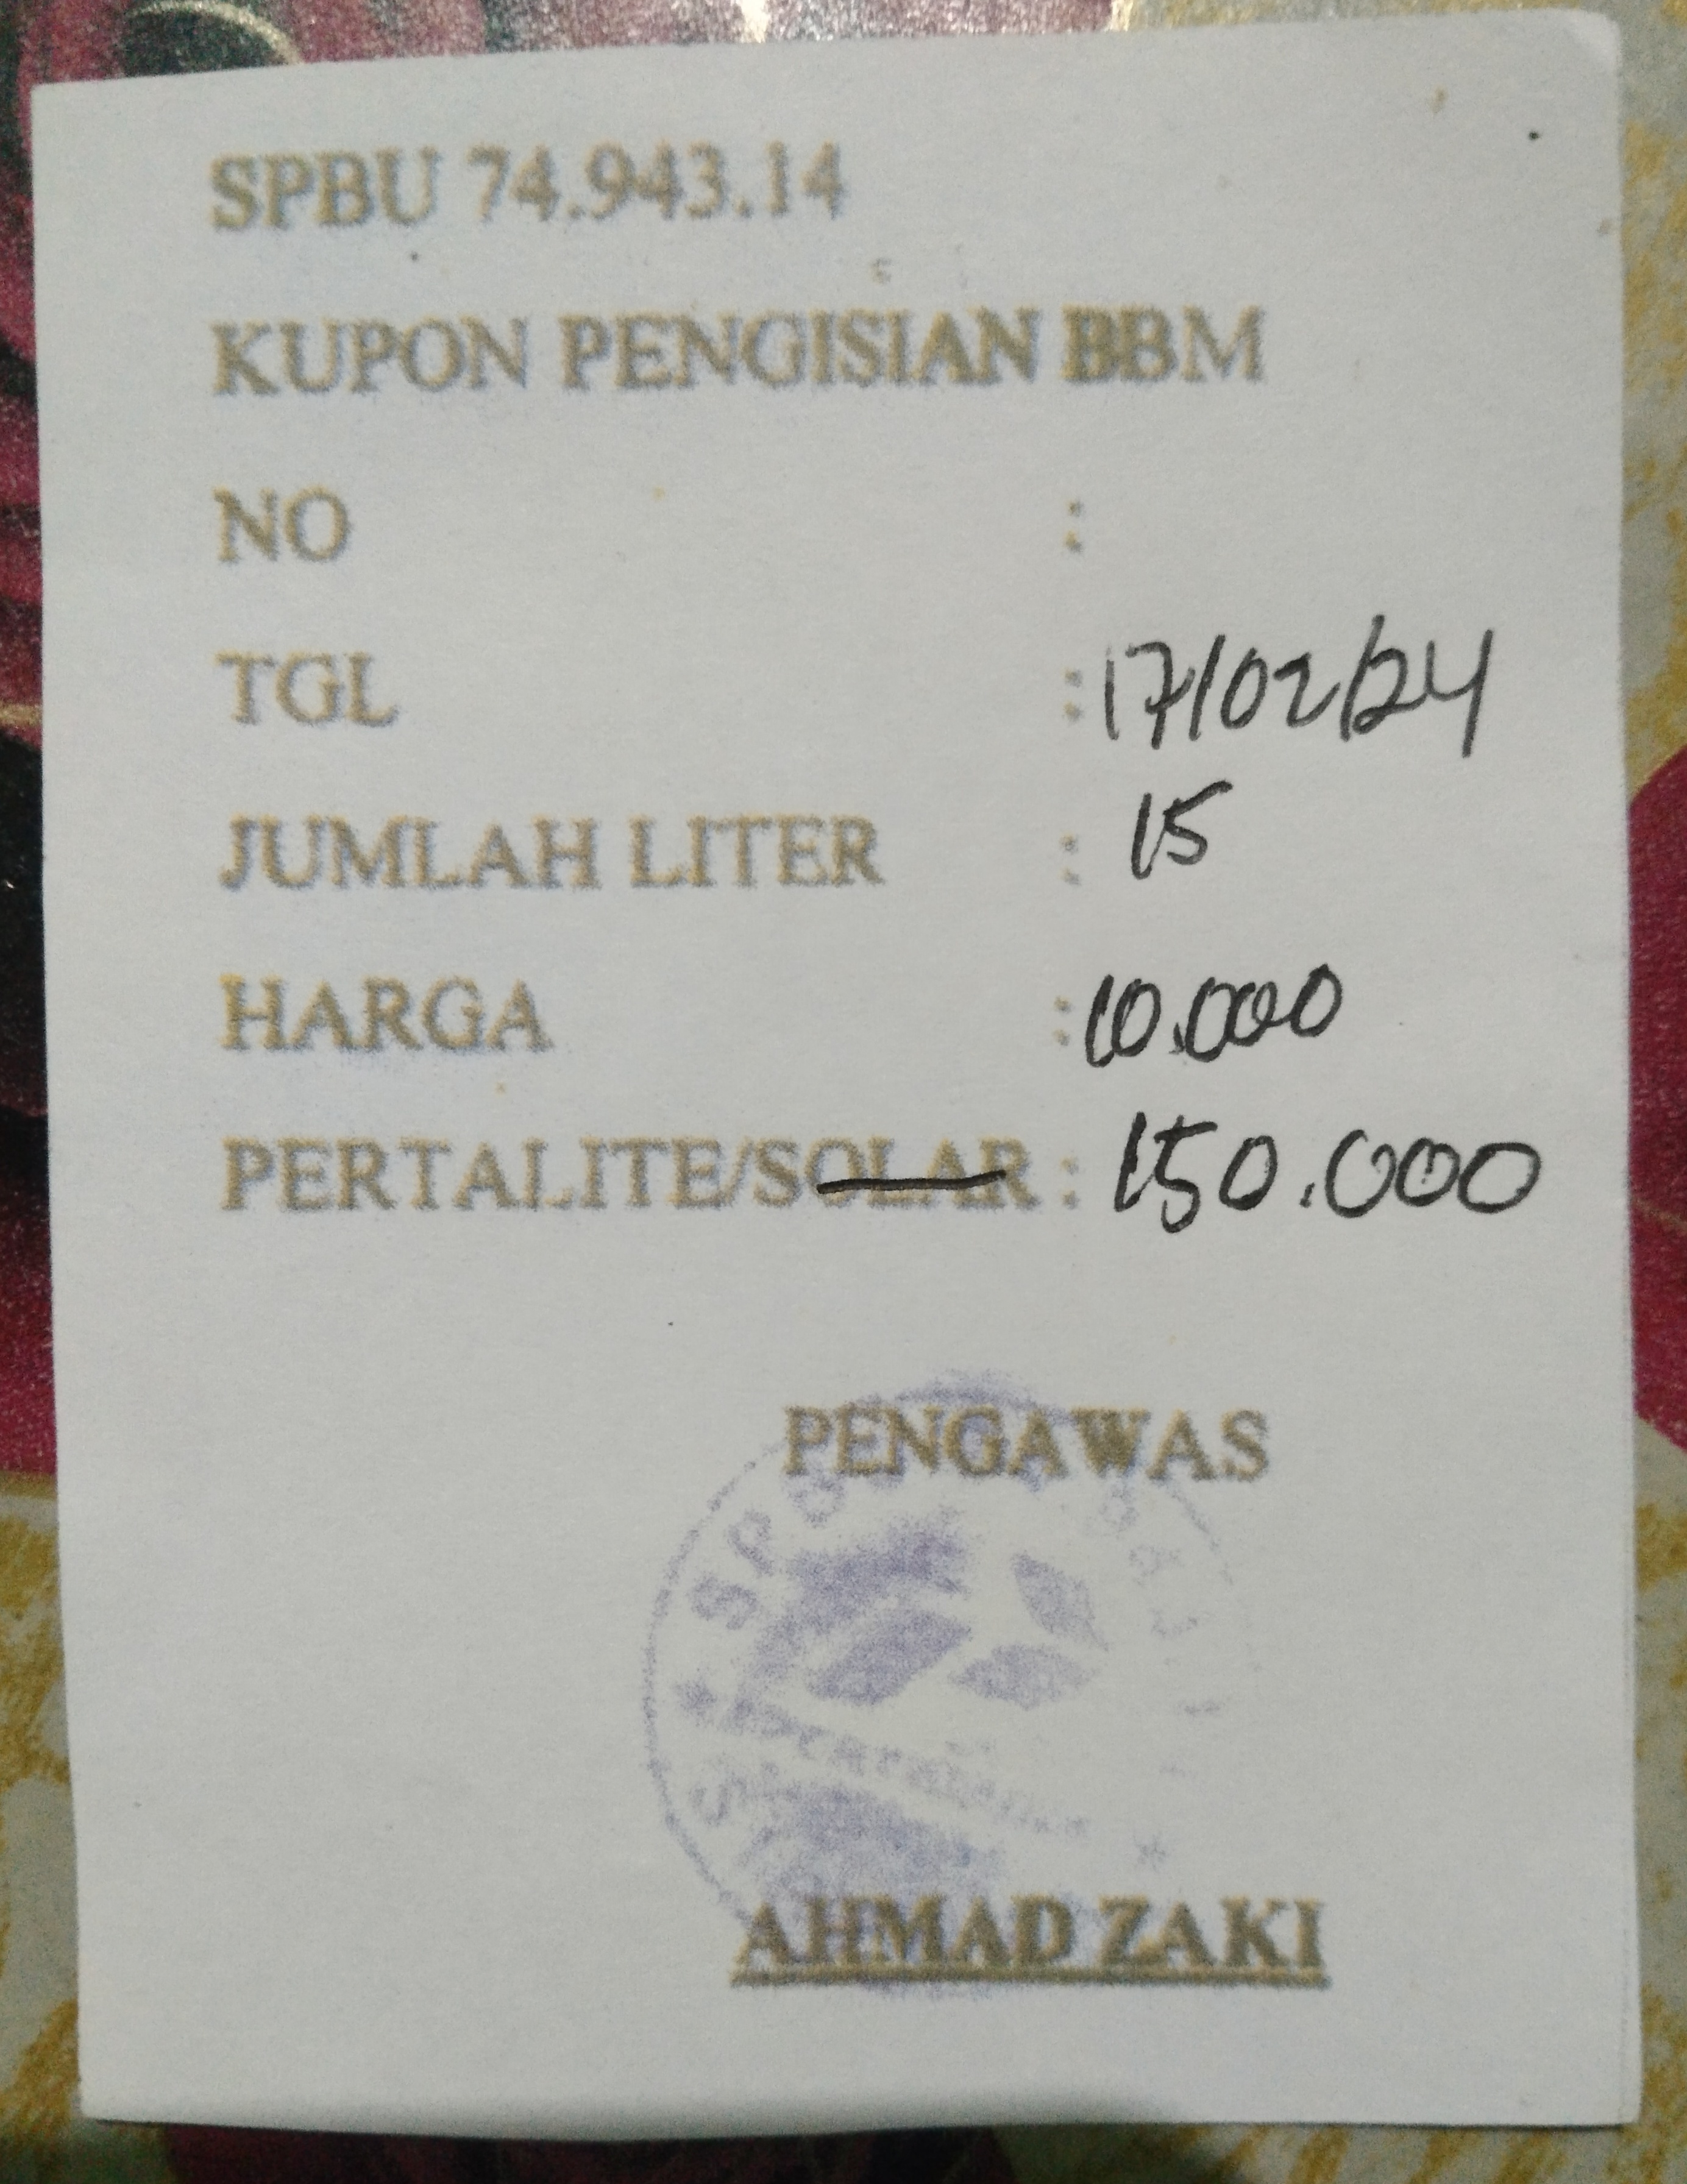 SPBU 74.943.14
KUPON PENGISIAN BBM
NO :
TGL : 17/02/24
JUMLAH LITER : 15
HARGA : 10.000
PERTALITE/SOLAR : 150.000
PENGAWAS
AHMAD ZAKI